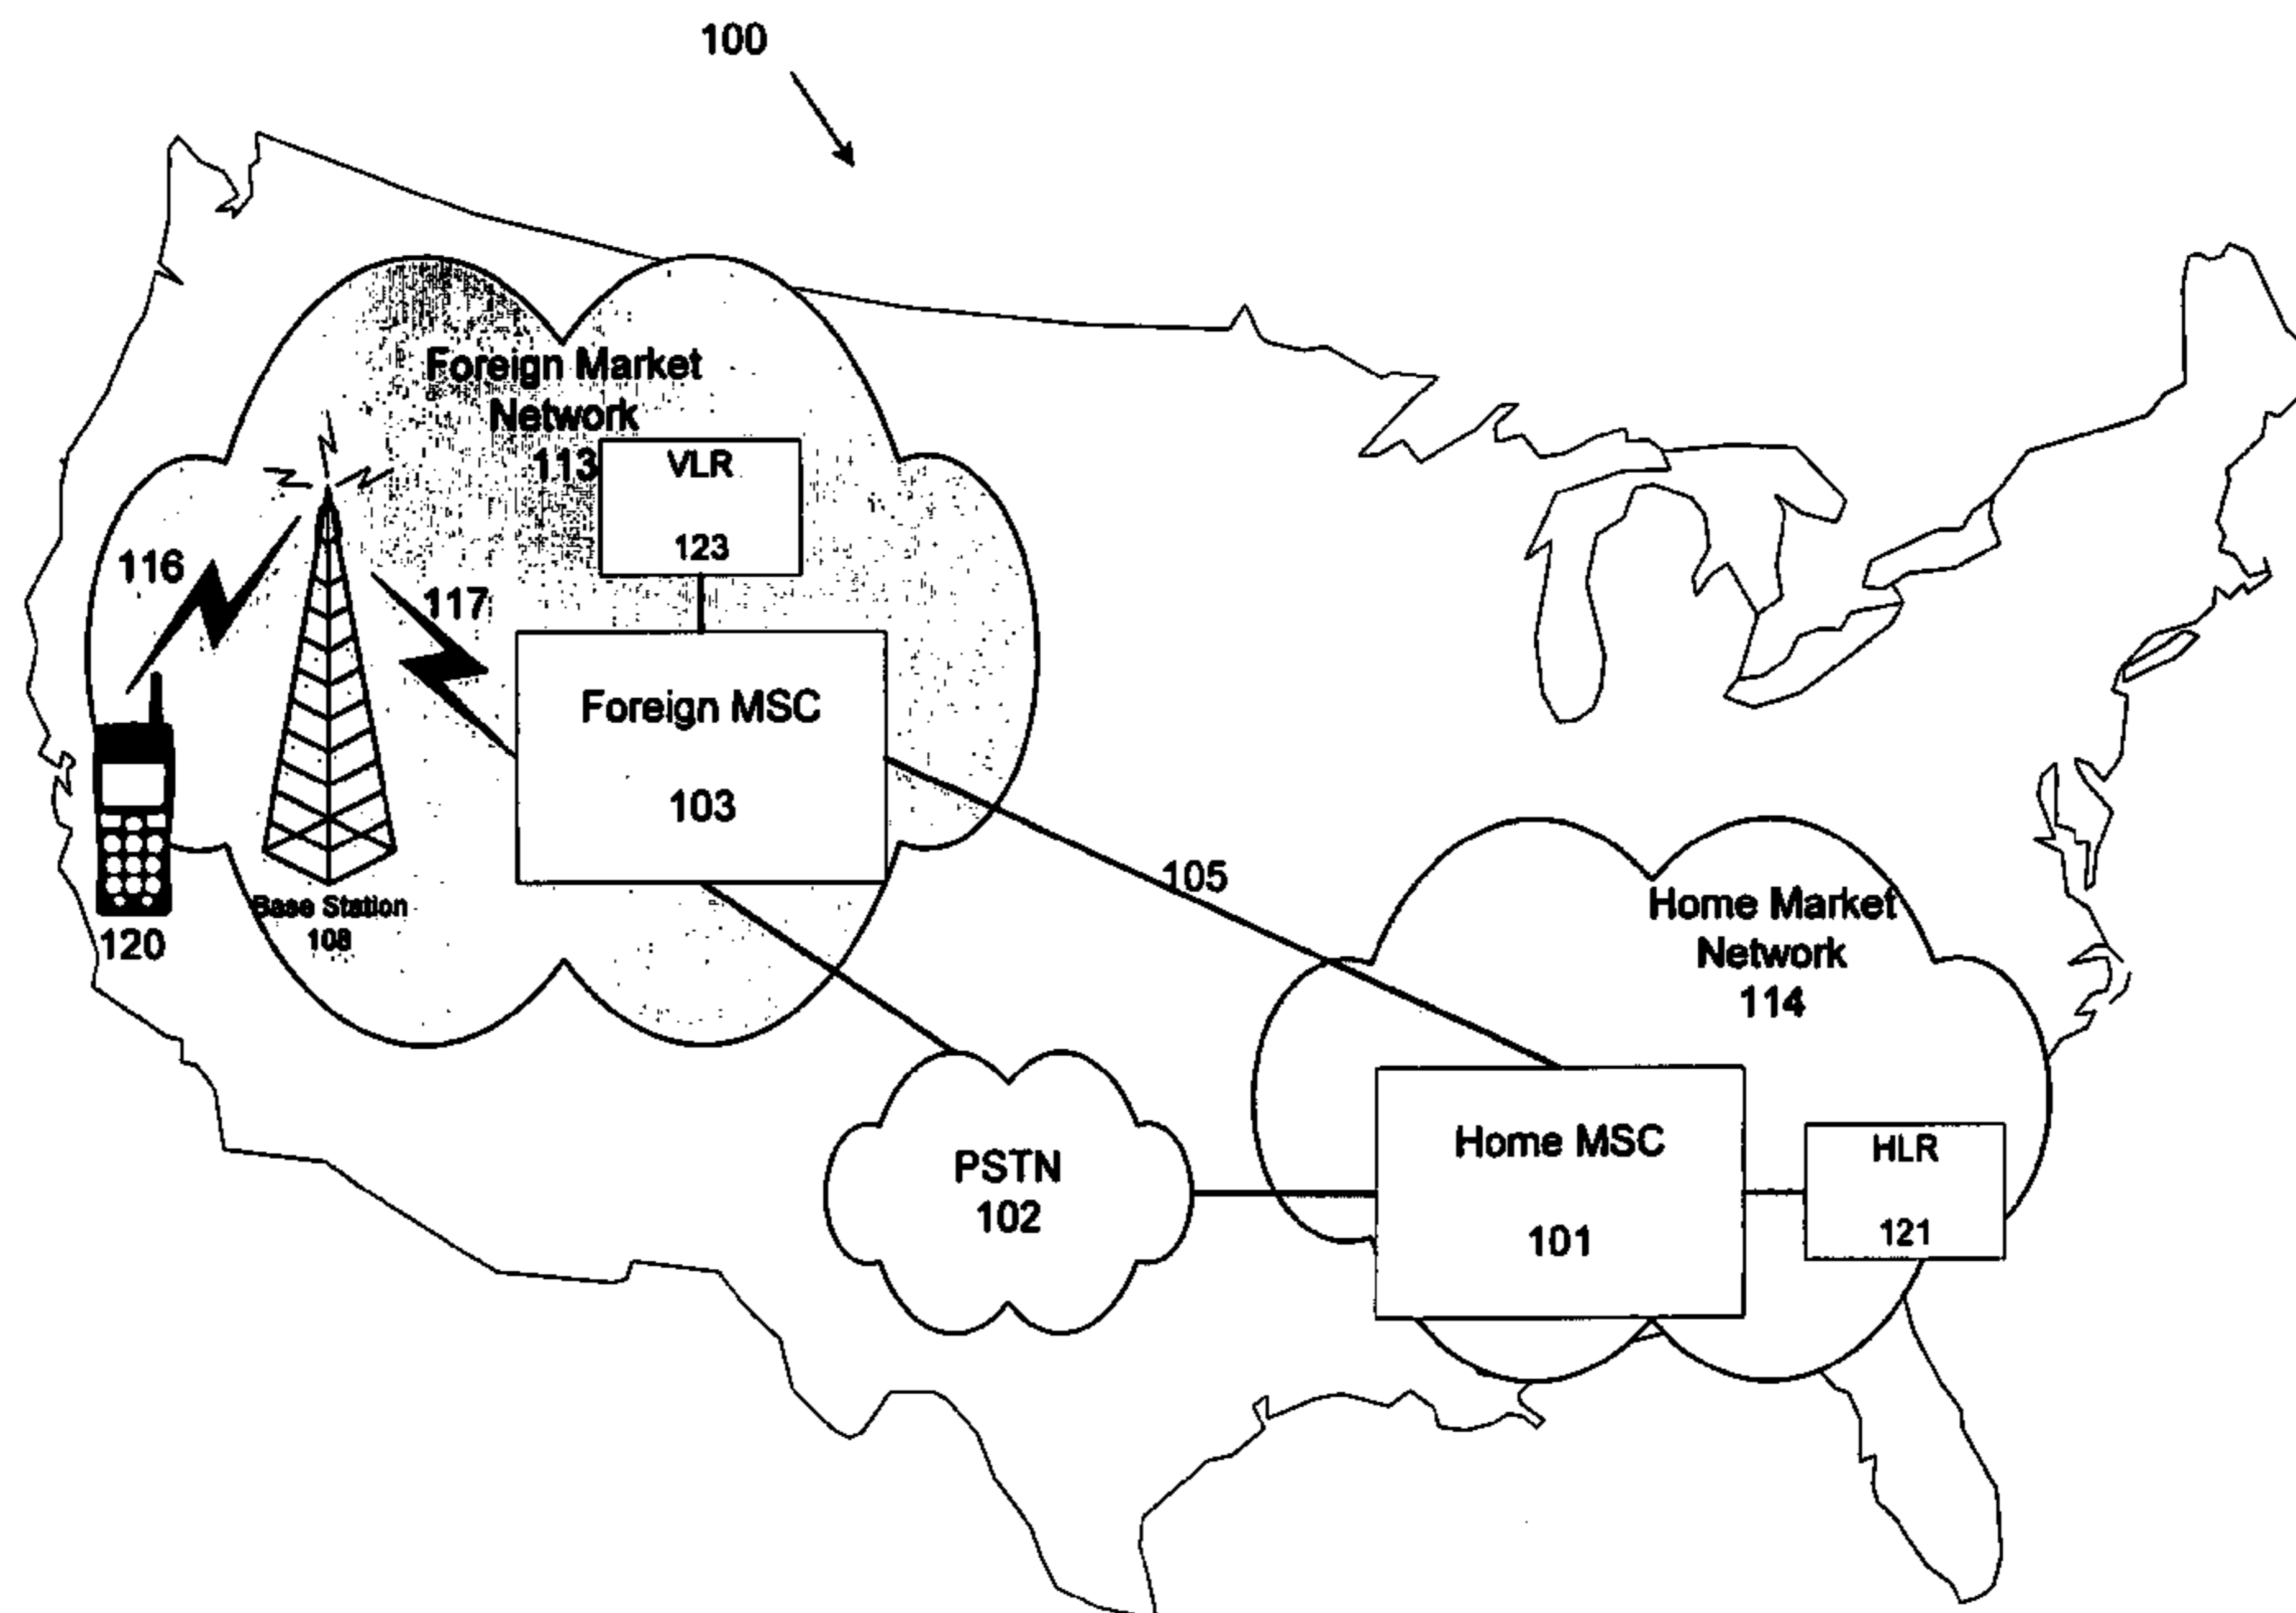 100
Foreign Market
Network
113
VLR
123
116
117
Foreign MSC
103
120
Base Station
108
105
Home Market
Network
114
PSTN
102
Home MSC
101
HLR
121